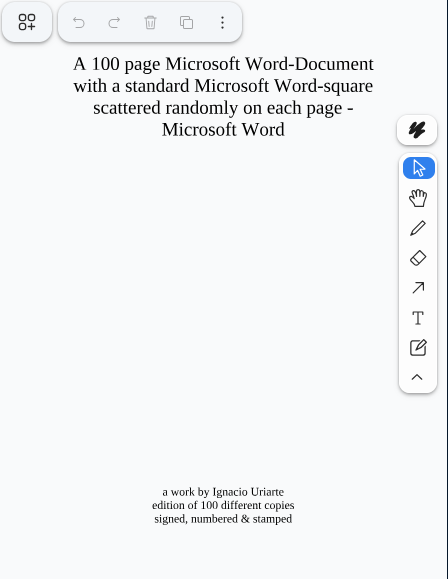 A 100 page Microsoft Word-Document
with a standard Microsoft Word-square
scattered randomly on each page -
Microsoft Word
T
a work by Ignacio Uriarte
edition of 100 different copies
signed, numbered & stamped